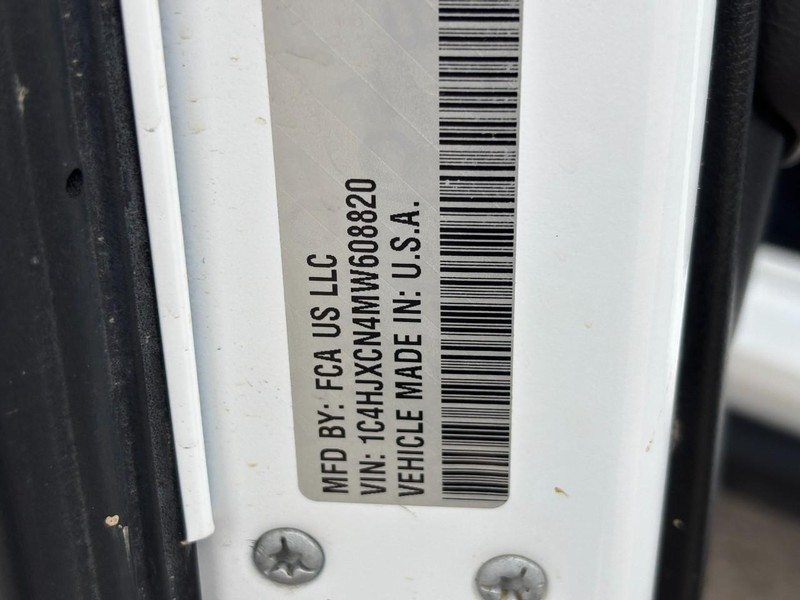 MFD BY: FCA US LLC
VIN: 1C4HJXCN4MW608820
VEHICLE MADE IN: U.S.A.